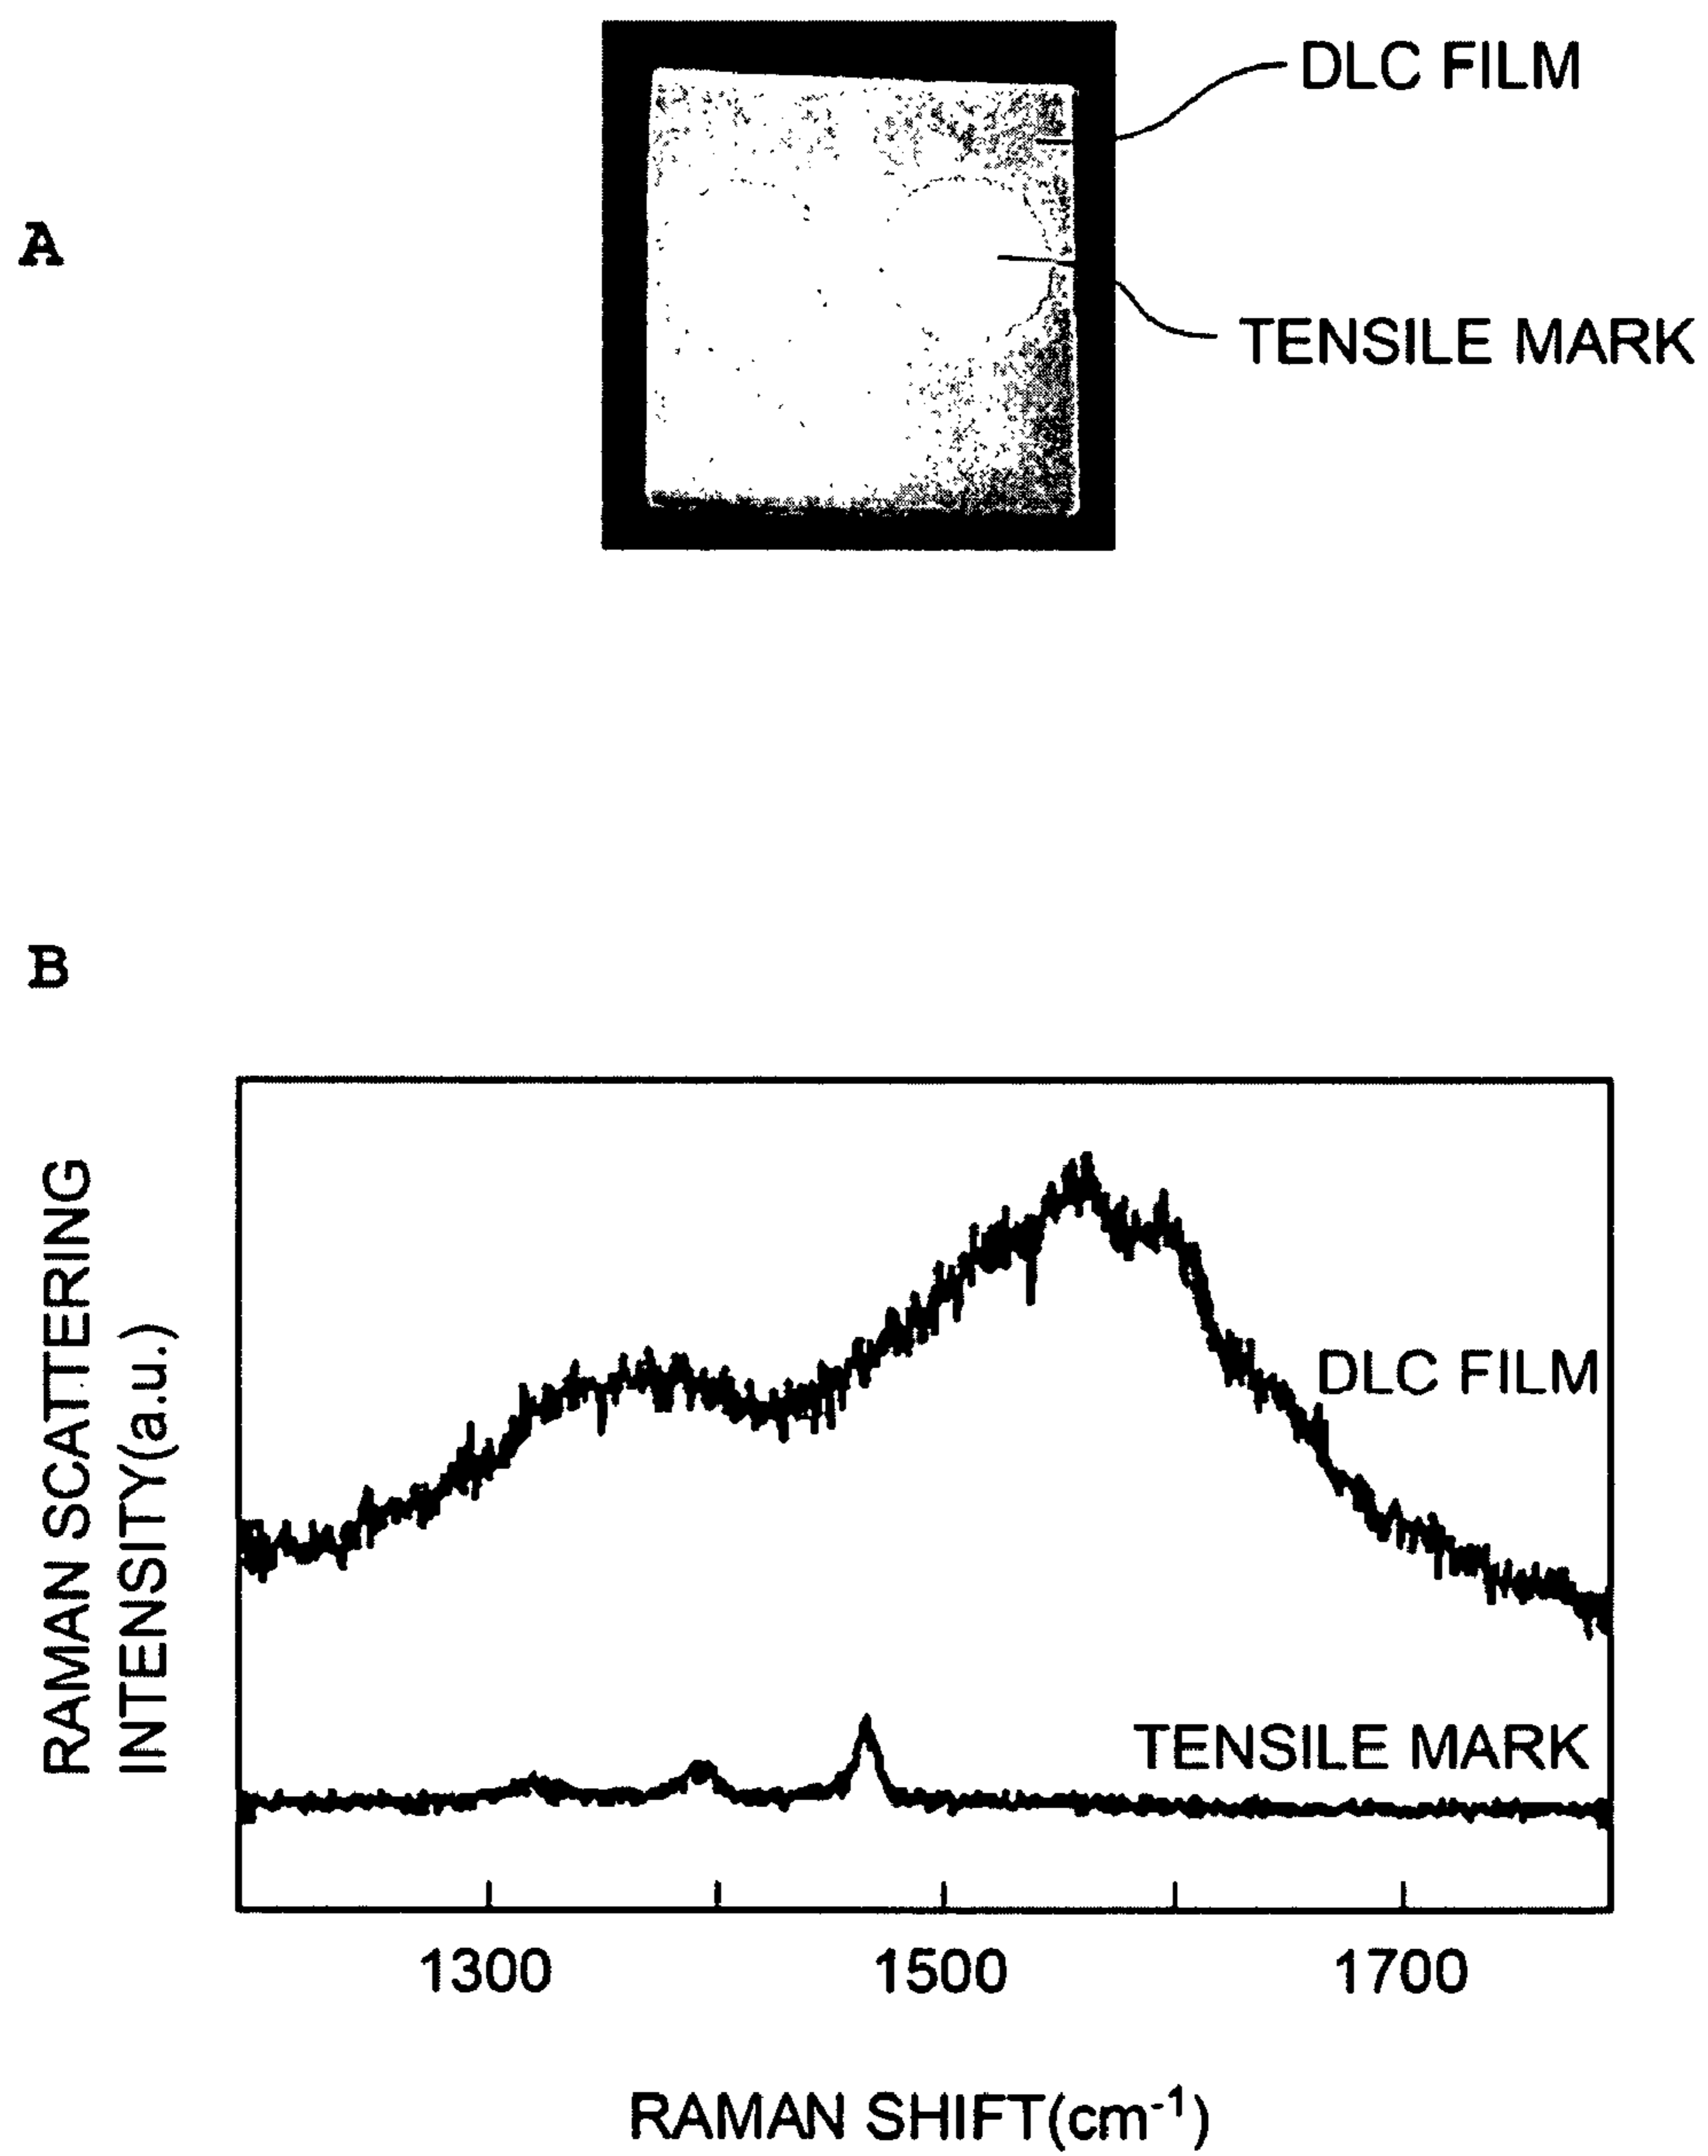 DLC FILM
A
TENSILE MARK
B
RAMAN SCATTERING
INTENSITY(a.u.)
DLC FILM
TENSILE MARK
1300 1500 1700
RAMAN SHIFT(cm-1)